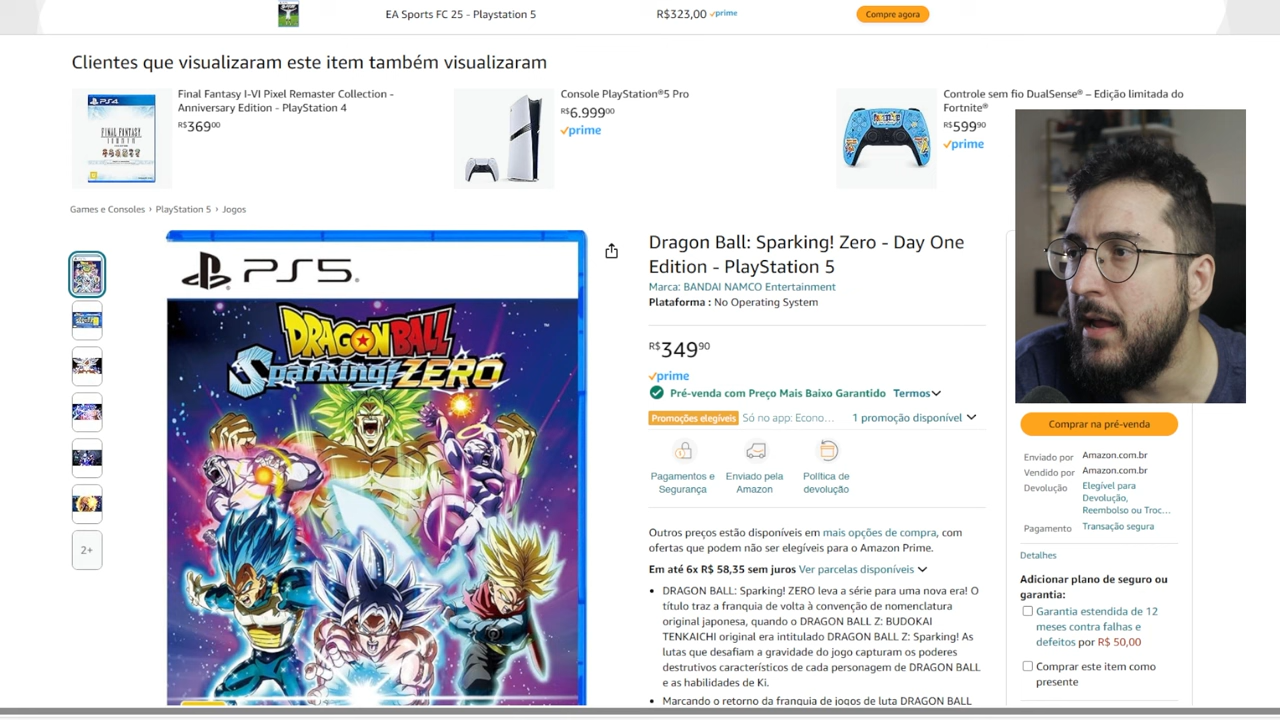 EA Sports FC 25 - Playstation 5
R$323,00 prime
Compre agora
Clientes que visualizaram este item também visualizaram
PS4
FINAL FANTASY
Final Fantasy I-VI Pixel Remaster Collection -
Anniversary Edition - PlayStation 4
R$36900
Console PlayStation®5 Pro
R$6.99900
prime
Controle sem fio DualSense® – Edição limitada do
Fortnite®
R$59990
prime
Games e Consoles › PlayStation 5 › Jogos
2+
PS5
DRAGON BALL
Sparking! ZERO
Dragon Ball: Sparking! Zero - Day One
Edition - PlayStation 5
Marca: BANDAI NAMCO Entertainment
Plataforma : No Operating System
R$34990
prime
Pré-venda com Preço Mais Baixo Garantido Termos
Promoções elegíveis Só no app: Econo... 1 promoção disponível
Pagamentos e
Segurança
Enviado pela
Amazon
Política de
devolução
Outros preços estão disponíveis em mais opções de compra, com
ofertas que podem não ser elegíveis para o Amazon Prime.
Em até 6x R$ 58,35 sem juros Ver parcelas disponíveis
• DRAGON BALL: Sparking! ZERO leva a série para uma nova era! O
título traz a franquia de volta à convenção de nomenclatura
original japonesa, quando o DRAGON BALL Z: BUDOKAI
TENKAICHI original era intitulado DRAGON BALL Z: Sparking! As
lutas que desafiam a gravidade do jogo capturam os poderes
destrutivos característicos de cada personagem de DRAGON BALL
e as habilidades de Ki.
• Marcando o retorno da franquia de jogos de luta DRAGON BALL
Comprar na pré-venda
Enviado por Amazon.com.br
Vendido por Amazon.com.br
Devolução Elegível para
Devolução,
Reembolso ou Troc...
Pagamento Transação segura
Detalhes
Adicionar plano de seguro ou
garantia:
Garantia estendida de 12
meses contra falhas e
defeitos por R$ 50,00
Comprar este item como
presente